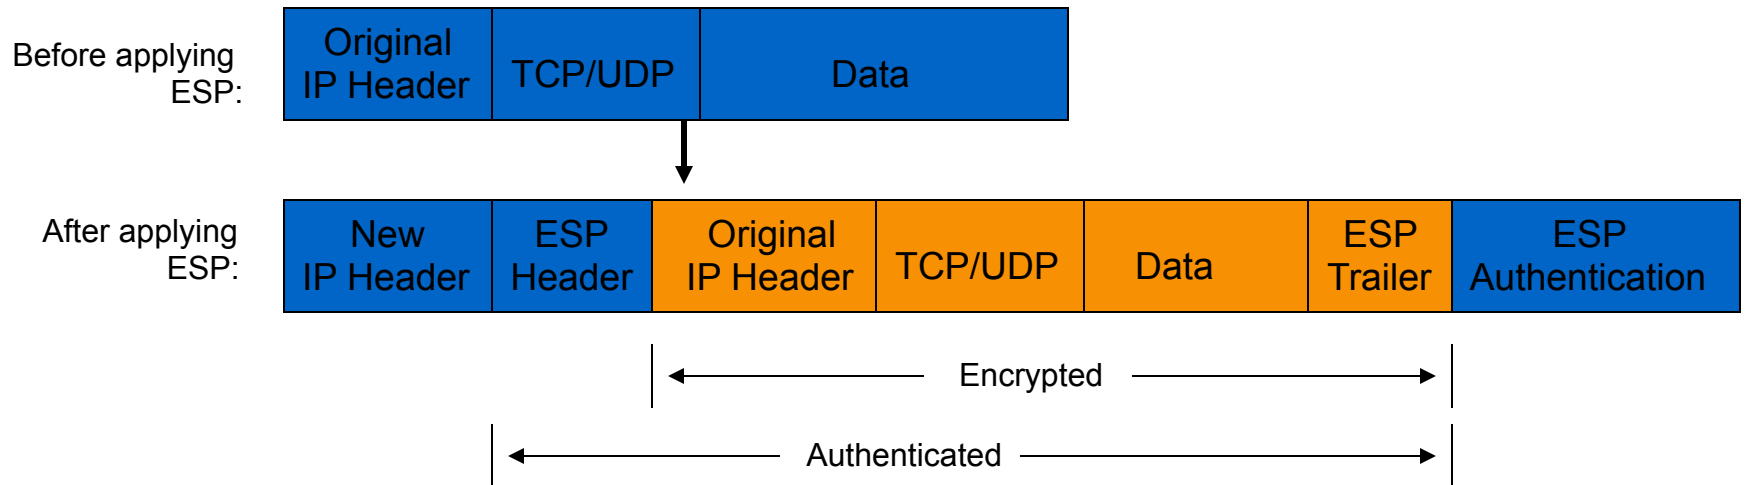 Before applying
ESP:
Original
IP Header
TCP/UDP
Data
After applying
ESP:
New
IP Header
ESP
Header
Original
IP Header
TCP/UDP
Data
ESP
Trailer
ESP
Authentication
Encrypted
Authenticated